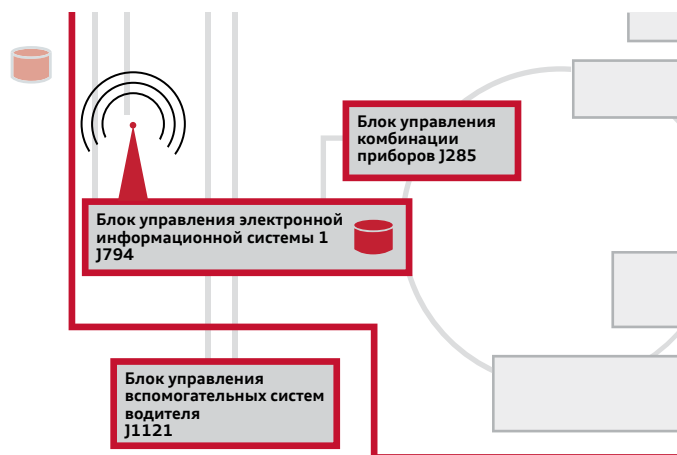 Блок управления
комбинации
приборов J285
Блок управления электронной
информационной системы 1
J794
Блок управления
вспомогательных систем
водителя
J1121